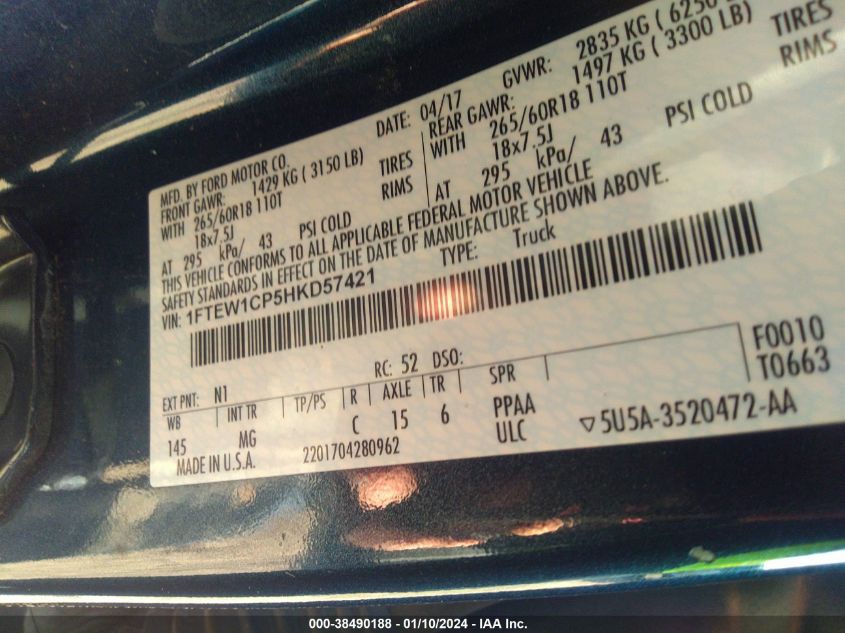 MFD. BY FORD MOTOR CO.
DATE: 04/17
GVWR: 2835 KG ( 6250
FRONT GAWR: 1429 KG ( 3150 LB)
REAR GAWR: 1497 KG ( 3300 LB)
WITH 265/60R18 110T TIRES
WITH 265/60R18 110T TIRES
18x7.5J RIMS
18x7.5J RIMS
AT 295 kPa/ 43 PSI COLD
AT 295 kPa/ 43 PSI COLD
THIS VEHICLE CONFORMS TO ALL APPLICABLE FEDERAL MOTOR VEHICLE
SAFETY STANDARDS IN EFFECT ON THE DATE OF MANUFACTURE SHOWN ABOVE.
VIN: 1FTEW1CP5HKD57421
TYPE: Truck
F0010
T0663
EXT PNT: N1 RC: 52 DSO:
WB INT TR TP/PS R AXLE TR SPR
145 MG C 15 6 PPAA
ULC
MADE IN U.S.A. 2201704280962
▽5U5A-3520472-AA
000-38490188 - 01/10/2024 - IAA Inc.